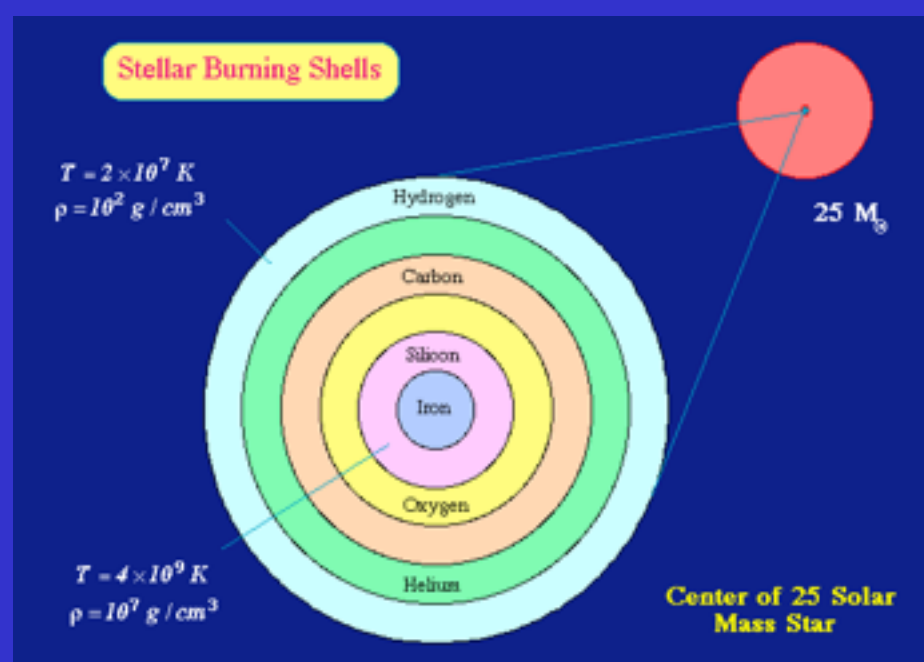 Stellar Burning Shells
T = 2×10⁷ K
ρ = 10² g / cm³
Hydrogen
25 M☉
Carbon
Silicon
Iron
Oxygen
Helium
T = 4×10⁹ K
ρ = 10⁷ g / cm³
Center of 25 Solar
Mass Star